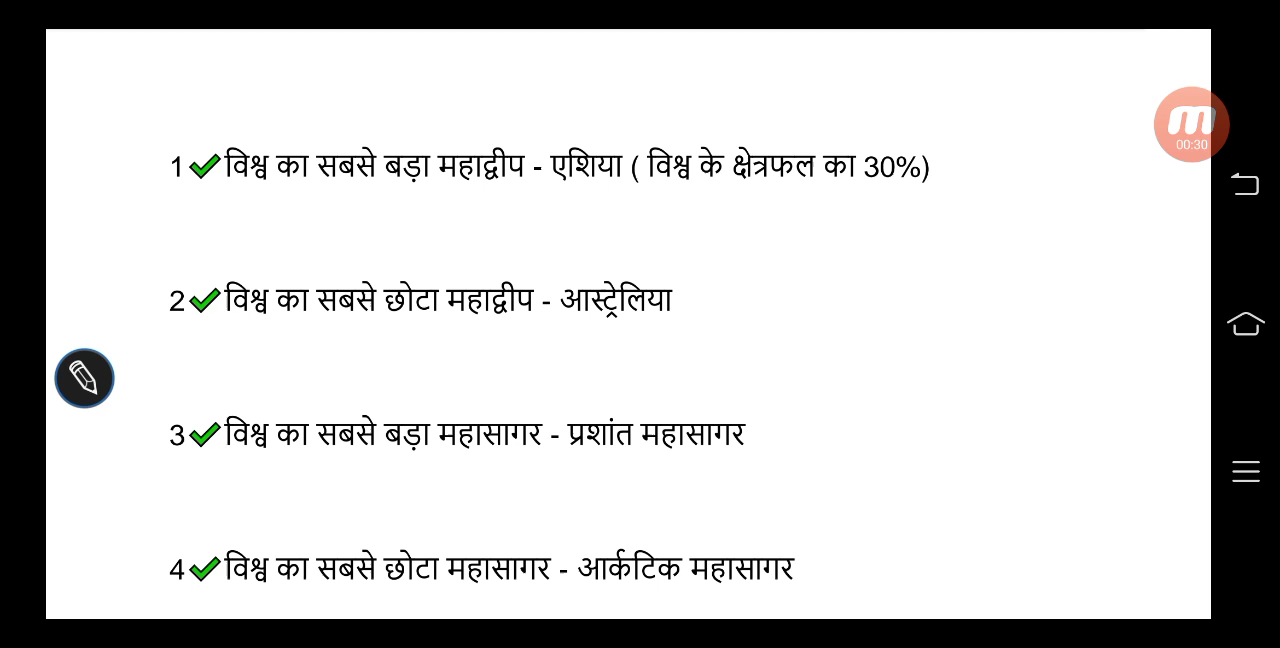 1✔विश्व का सबसे बड़ा महाद्वीप - एशिया ( विश्व के क्षेत्रफल का 30%)
00:30
2✔विश्व का सबसे छोटा महाद्वीप - आस्ट्रेलिया
3✔विश्व का सबसे बड़ा महासागर - प्रशांत महासागर
4✔विश्व का सबसे छोटा महासागर - आर्कटिक महासागर